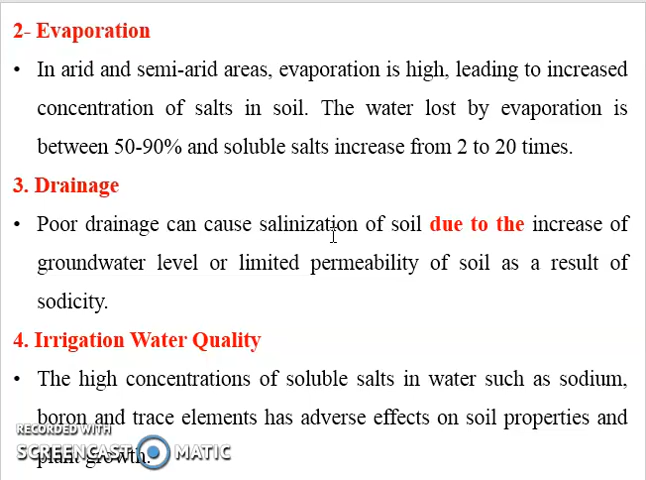 2- Evaporation
• In arid and semi-arid areas, evaporation is high, leading to increased
concentration of salts in soil. The water lost by evaporation is
between 50-90% and soluble salts increase from 2 to 20 times.
3. Drainage
• Poor drainage can cause salinization of soil due to the increase of
groundwater level or limited permeability of soil as a result of
sodicity.
4. Irrigation Water Quality
• The high concentrations of soluble salts in water such as sodium,
boron and trace elements has adverse effects on soil properties and
plant growth.
RECORDED WITH
SCREENCAST MATIC